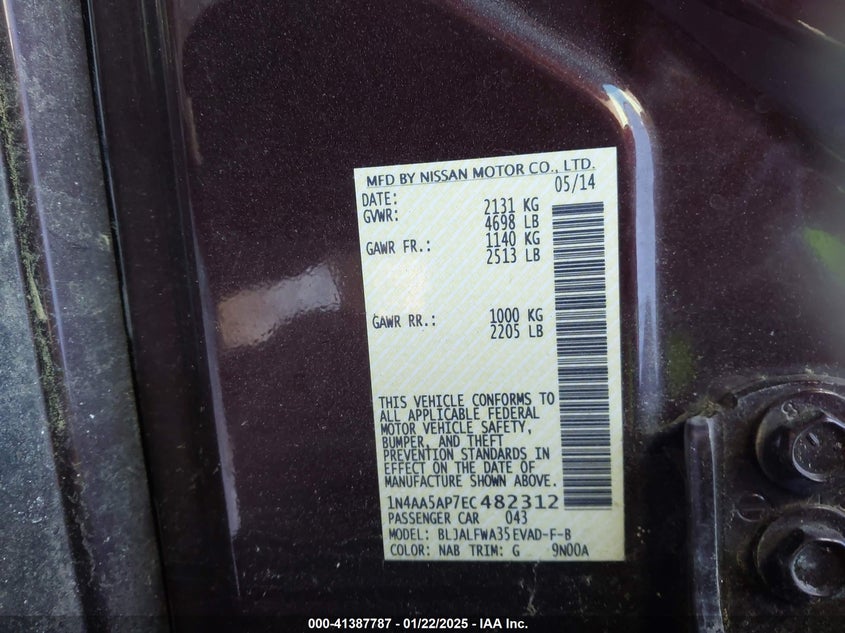 MFD BY NISSAN MOTOR CO., LTD.
DATE: 05/14
GVWR: 2131 KG
4698 LB
GAWR FR.: 1140 KG
2513 LB
GAWR RR.: 1000 KG
2205 LB
THIS VEHICLE CONFORMS TO
ALL APPLICABLE FEDERAL
MOTOR VEHICLE SAFETY,
BUMPER, AND THEFT
PREVENTION STANDARDS IN
EFFECT ON THE DATE OF
MANUFACTURE SHOWN ABOVE.
1N4AA5AP7EC482312
PASSENGER CAR 043
MODEL: BLJALFWA35EVAD-F-B
COLOR: NAB TRIM: G 9N00A
000-41387787 - 01/22/2025 - IAA Inc.